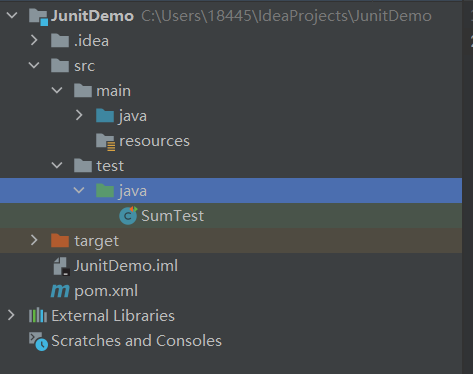 JunitDemo C:\Users\18445\IdeaProjects\JunitDemo
.idea
src
main
java
resources
test
java
SumTest
target
JunitDemo.iml
pom.xml
External Libraries
Scratches and Consoles